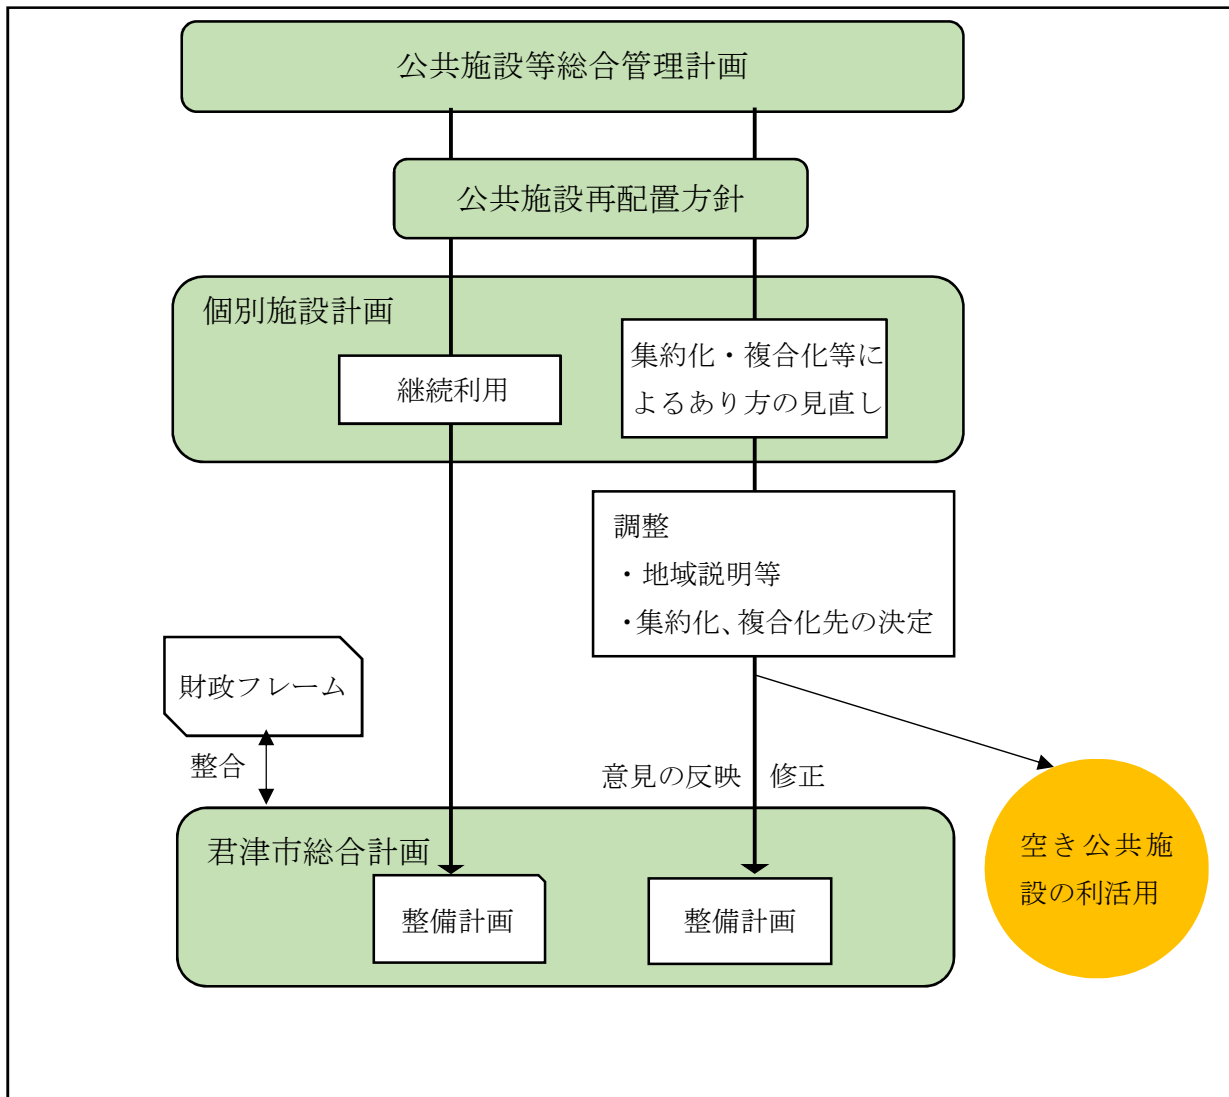 公共施設等総合管理計画
公共施設再配置方針
個別施設計画
継続利用
集約化・複合化等に
よるあり方の見直し
調整
・地域説明等
・集約化、複合化先の決定
財政フレーム
整合
意見の反映
修正
君津市総合計画
整備計画
整備計画
空き公共施
設の利活用